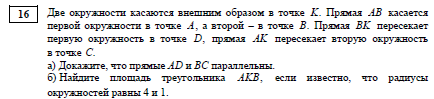 16 Две окружности касаются внешним образом в точке K. Прямая AB касается
первой окружности в точке A, а второй – в точке B. Прямая BK пересекает
первую окружность в точке D, прямая AK пересекает вторую окружность
в точке C.
а) Докажите, что прямые AD и BC параллельны.
б) Найдите площадь треугольника AKB, если известно, что радиусы
окружностей равны 4 и 1.